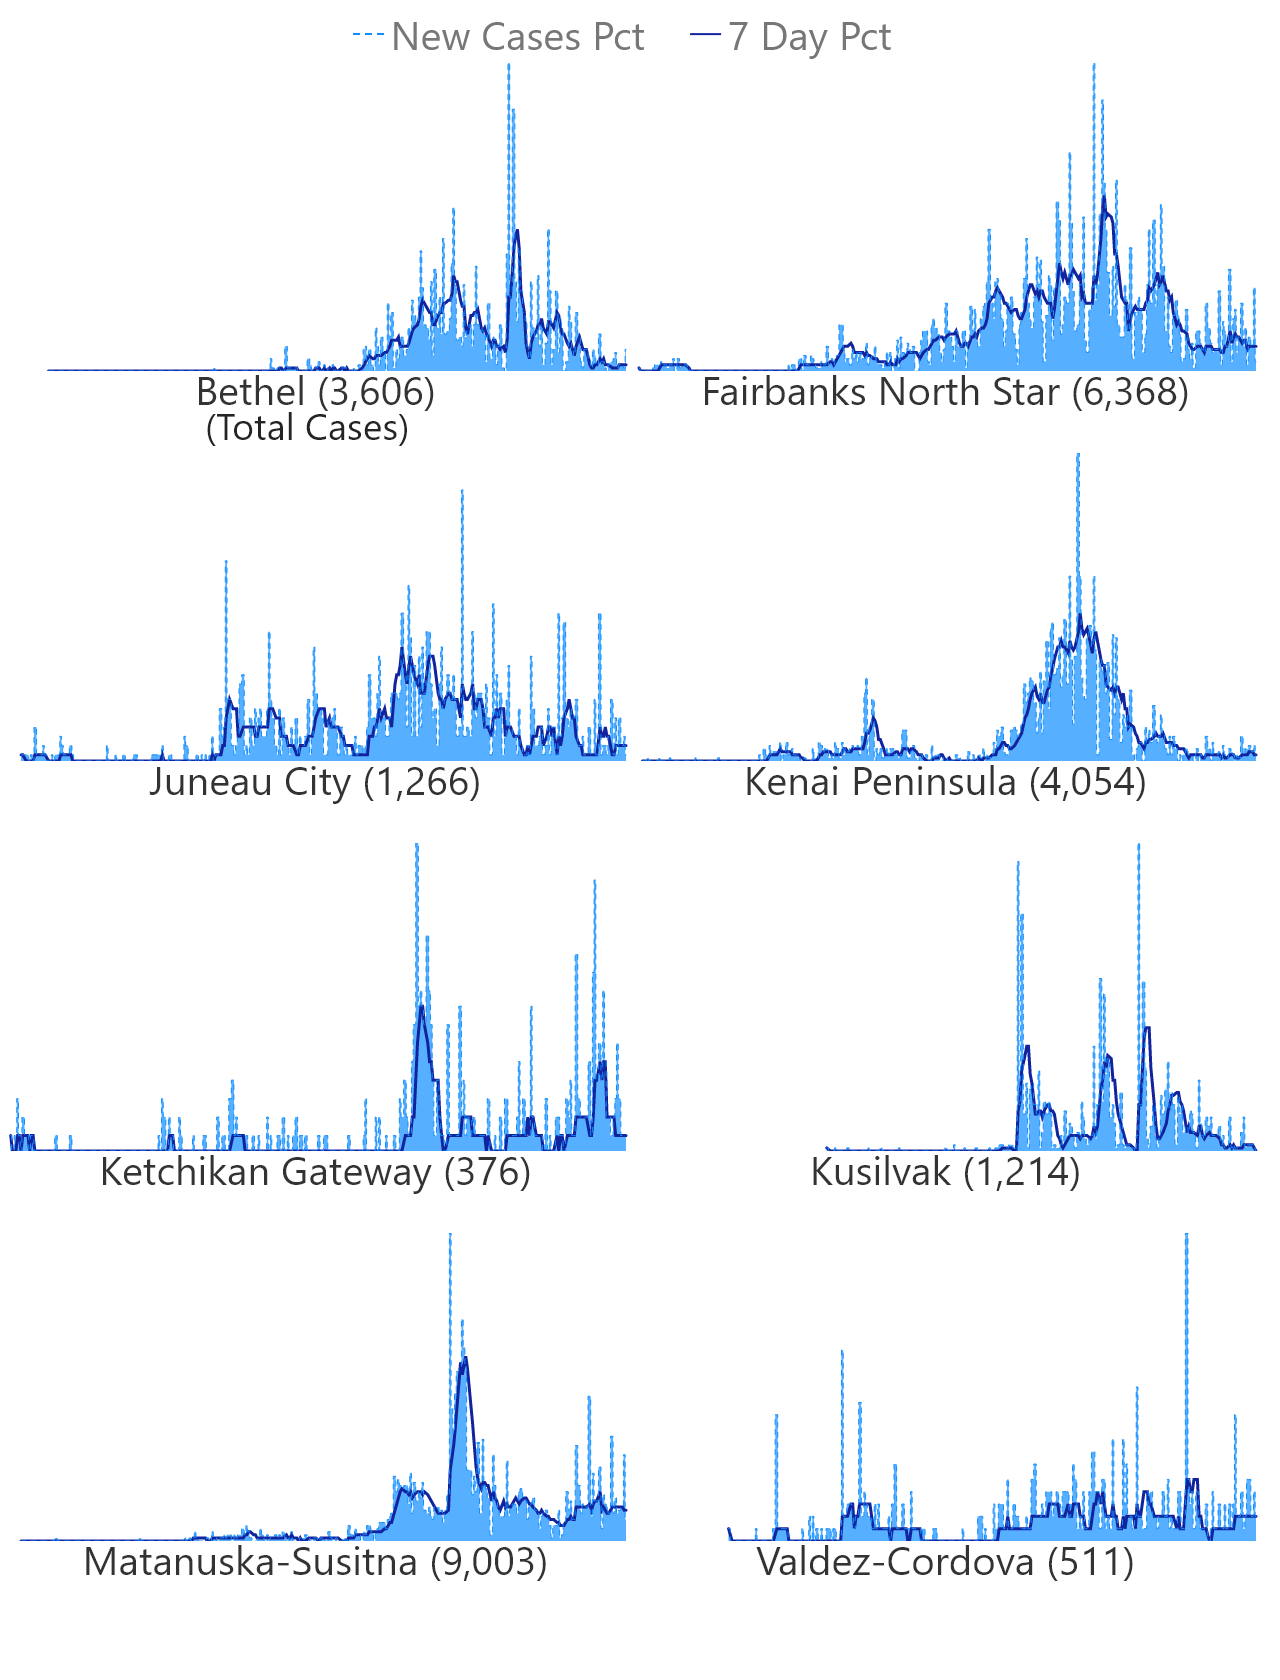 New Cases Pct 7 Day Pct
Bethel (3,606) Fairbanks North Star (6,368)
(Total Cases)
Juneau City (1,266) Kenai Peninsula (4,054)
Ketchikan Gateway (376) Kusilvak (1,214)
Matanuska-Susitna (9,003) Valdez-Cordova (511)